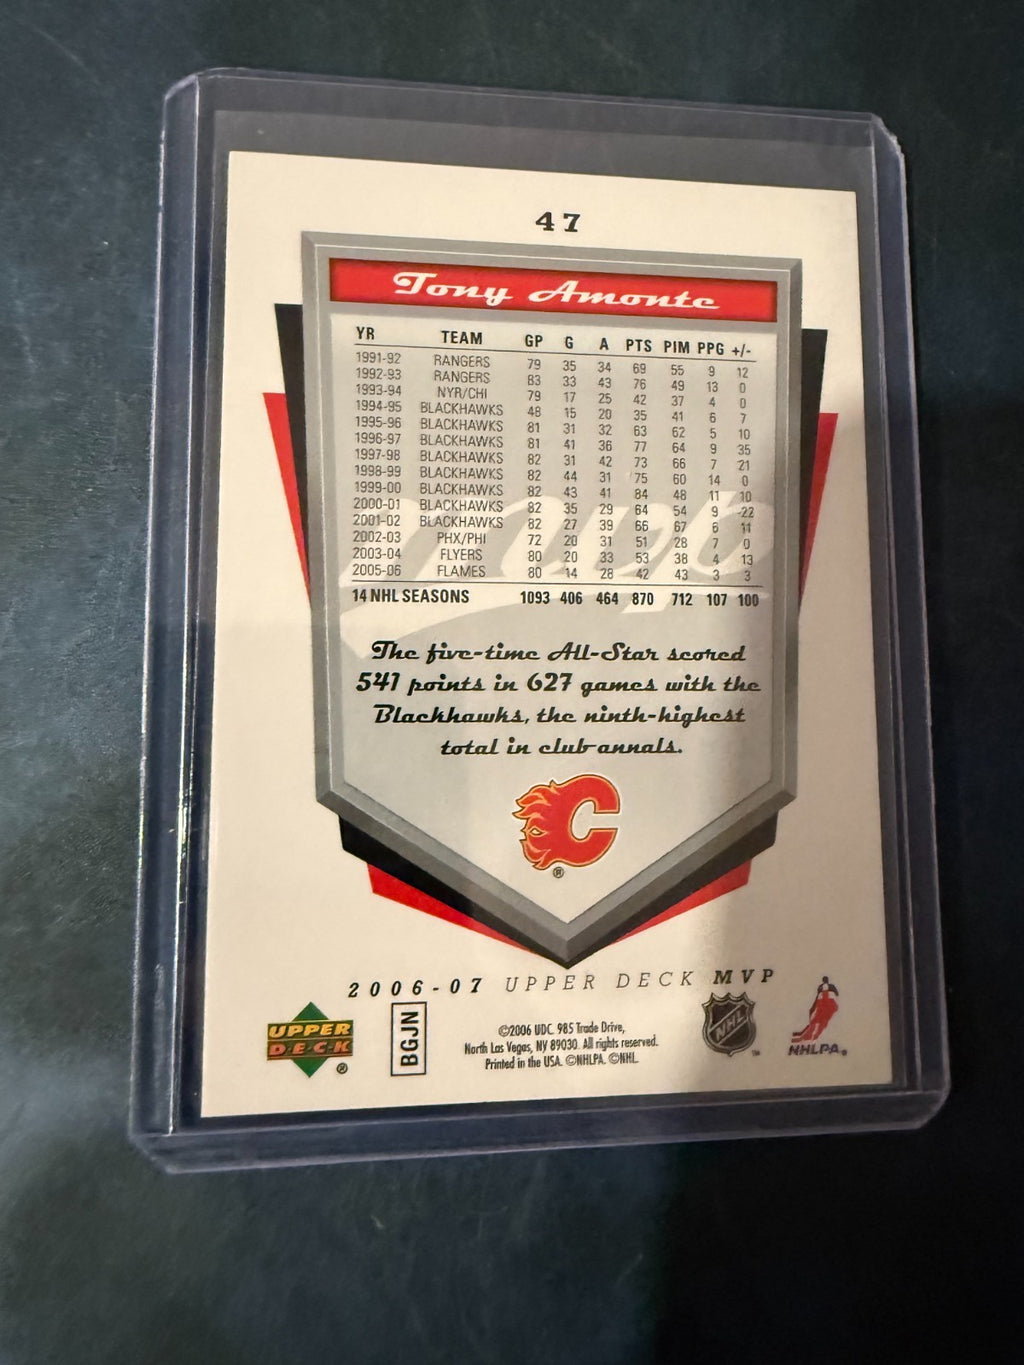 47
Tony Amonte
YR TEAM GP G A PTS PIM PPG +/-
1991-92 RANGERS 79 35 34 69 55 9 12
1992-93 RANGERS 83 33 43 76 49 13 0
1993-94 NYR/CHI 79 17 25 42 37 4 0
1994-95 BLACKHAWKS 48 15 20 35 41 6 7
1995-96 BLACKHAWKS 81 31 32 63 62 5 10
1996-97 BLACKHAWKS 81 41 36 77 64 9 35
1997-98 BLACKHAWKS 82 31 42 73 66 7 21
1998-99 BLACKHAWKS 82 44 31 75 60 14 0
1999-00 BLACKHAWKS 82 43 41 84 48 11 10
2000-01 BLACKHAWKS 82 35 29 64 54 9 -22
2001-02 BLACKHAWKS 82 27 39 66 67 6 11
2002-03 PHX/PHI 72 20 31 51 28 7 0
2003-04 FLYERS 80 20 33 53 38 4 13
2005-06 FLAMES 80 14 28 42 43 3 3
14 NHL SEASONS 1093 406 464 870 712 107 100
mvp
The five-time All-Star scored
541 points in 627 games with the
Blackhawks, the ninth-highest
total in club annals.
C
®
2006-07 UPPER DECK MVP
UPPER
DECK
®
BGJN
©2006 UDC. 985 Trade Drive,
North Las Vegas, NV 89030. All rights reserved.
Printed in the USA. ©NHLPA. ©NHL.
NHL
™
NHLPA®